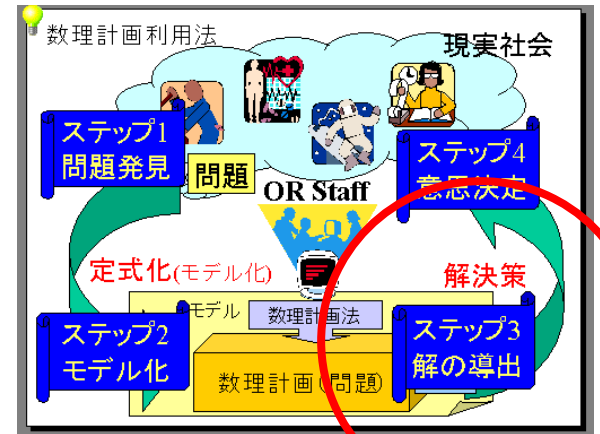 数理計画利用法
現実社会
ステップ1
問題発見
問題
OR Staff
ステップ4
意思決定
定式化(モデル化)
解決策
モデル
数理計画法
ステップ2
モデル化
ステップ3
解の導出
数理計画(問題)